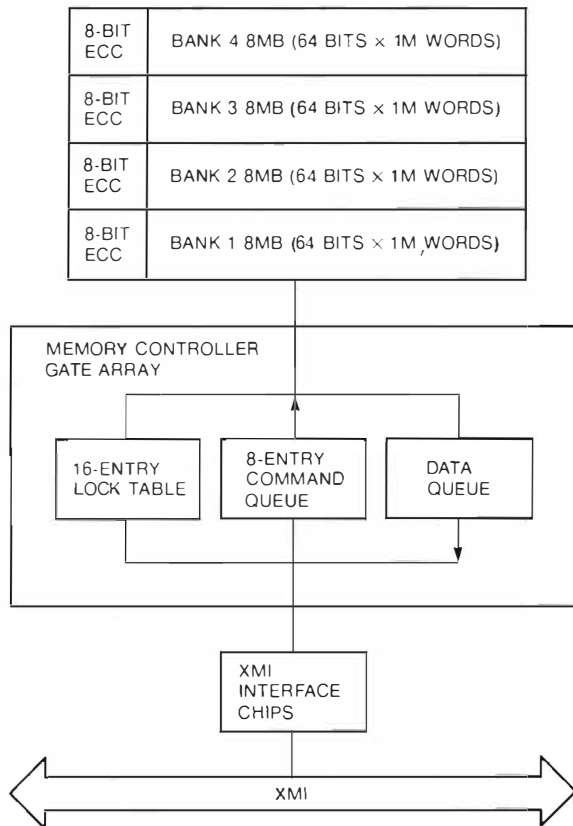 8-BIT
ECC
BANK 4 8MB (64 BITS × 1M WORDS)
8-BIT
ECC
BANK 3 8MB (64 BITS × 1M WORDS)
8-BIT
ECC
BANK 2 8MB (64 BITS × 1M WORDS)
8-BIT
ECC
BANK 1 8MB (64 BITS × 1M WORDS)
MEMORY CONTROLLER
GATE ARRAY
16-ENTRY
LOCK TABLE
8-ENTRY
COMMAND
QUEUE
DATA
QUEUE
XMI
INTERFACE
CHIPS
XMI